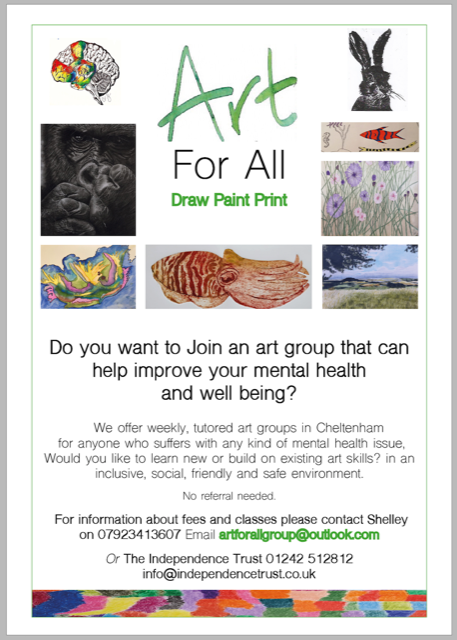 Art
For All
Draw Paint Print
Do you want to Join an art group that can
help improve your mental health
and well being?
We offer weekly, tutored art groups in Cheltenham
for anyone who suffers with any kind of mental health issue,
Would you like to learn new or build on existing art skills? in an
inclusive, social, friendly and safe environment.
No referral needed.
For information about fees and classes please contact Shelley
on 07923413607 Email artforallgroup@outlook.com
Or The Independence Trust 01242 512812
info@independencetrust.co.uk